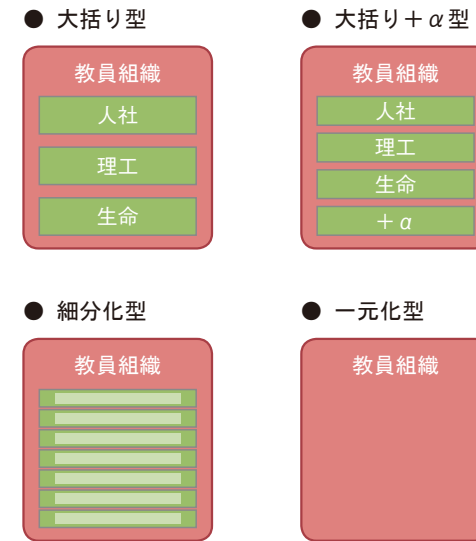 ● 大括り型
教員組織
人社
理工
生命
● 大括り+α型
教員組織
人社
理工
生命
+α
● 細分化型
教員組織
● 一元化型
教員組織